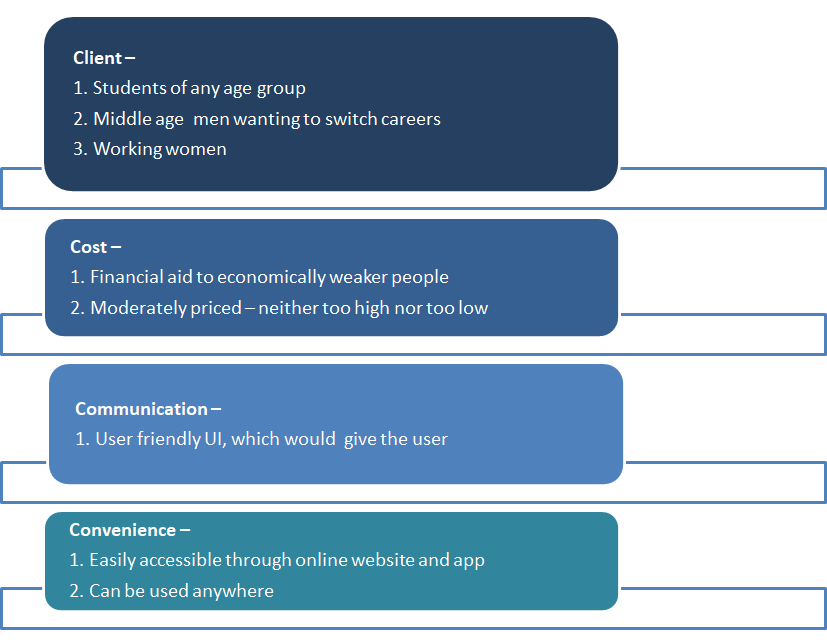 Client –
1. Students of any age group
2. Middle age  men wanting to switch careers
3. Working women
Cost –
1. Financial aid to economically weaker people
2. Moderately priced – neither too high nor too low
Communication –
1. User friendly UI, which would  give the user
Convenience –
1. Easily accessible through online website and app
2. Can be used anywhere